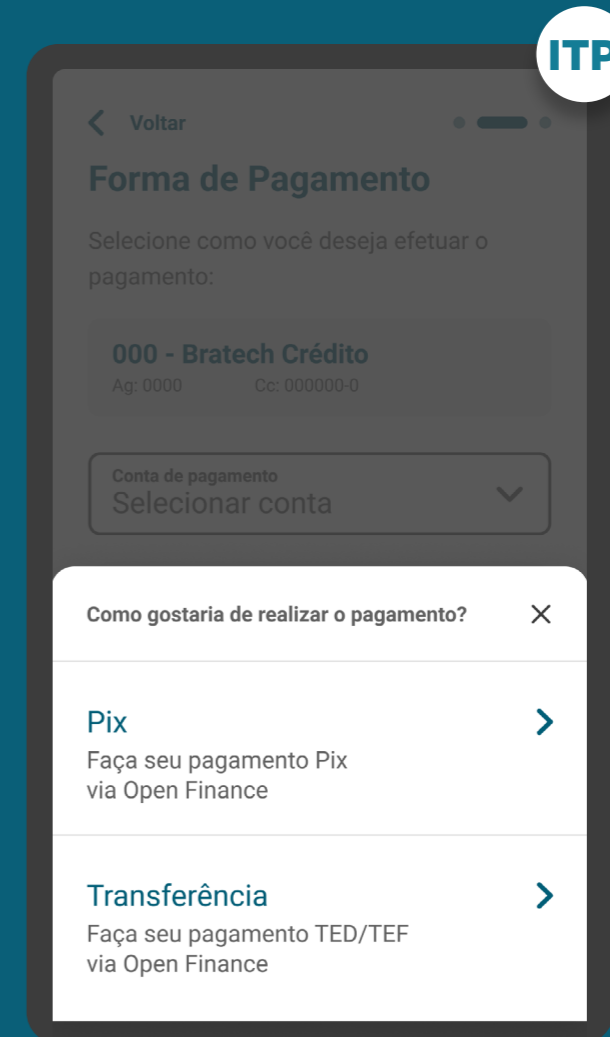 ITP
Voltar
Forma de Pagamento
Selecione como você deseja efetuar o
pagamento:
000 - Bratech Crédito
Ag: 0000 Cc: 000000-0
Conta de pagamento
Selecionar conta
Como gostaria de realizar o pagamento?
Pix
Faça seu pagamento Pix
via Open Finance
Transferência
Faça seu pagamento TED/TEF
via Open Finance